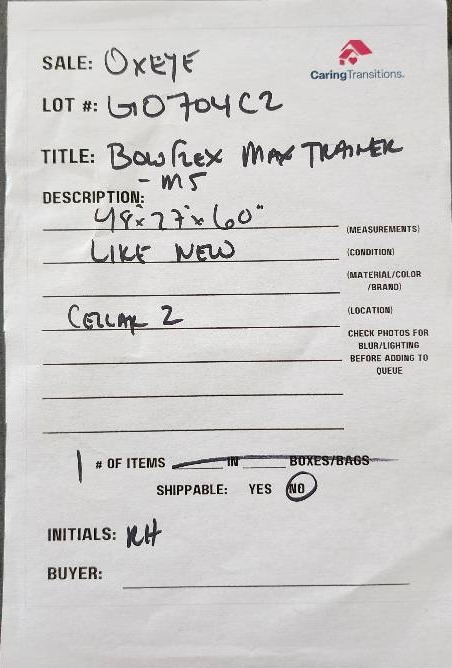 SALE: OXEYE
CaringTransitions.
LOT #: GO704C2
TITLE: BOWFLEX MAX TRAINER
- M5
DESCRIPTION:
48"x27"x60"
(MEASUREMENTS)
LIKE NEW
(CONDITION)
(MATERIAL/COLOR
/BRAND)
CELLAR 2
(LOCATION)
CHECK PHOTOS FOR
BLUR/LIGHTING
BEFORE ADDING TO
QUEUE
1 # OF ITEMS IN BOXES/BAGS
SHIPPABLE: YES NO
INITIALS: RH
BUYER: